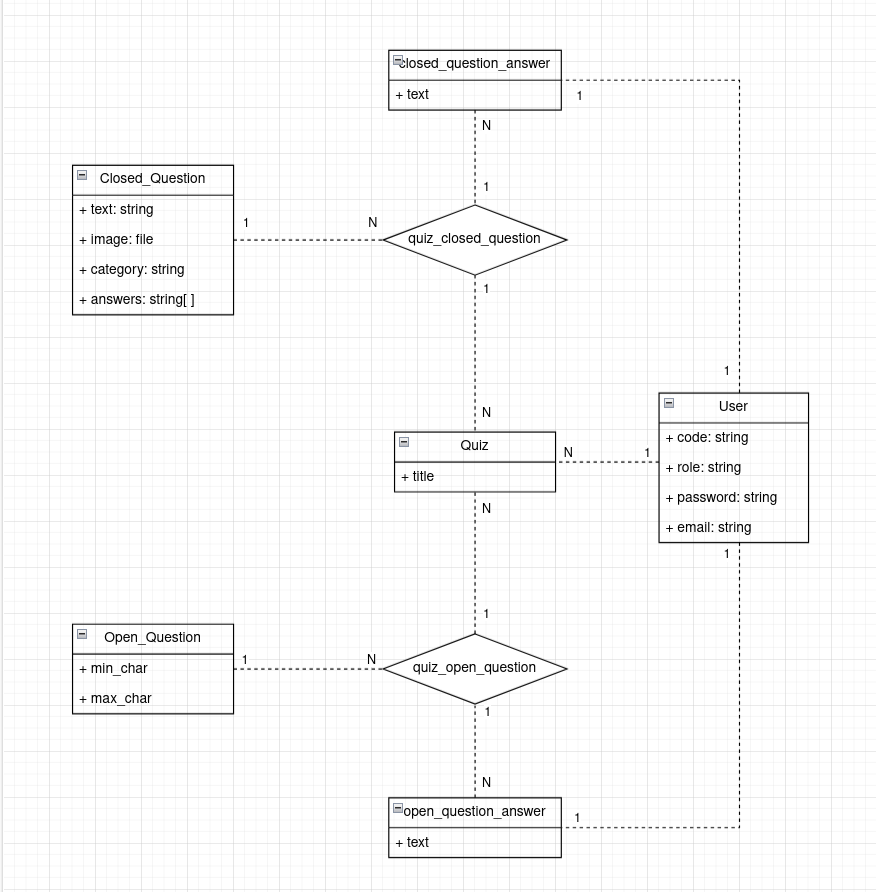 closed_question_answer
+ text
1
N
1
Closed_Question
+ text: string
+ image: file
+ category: string
+ answers: string[ ]
1
N
quiz_closed_question
1
N
Quiz
+ title
N
1
1
User
+ code: string
+ role: string
+ password: string
+ email: string
1
N
1
Open_Question
+ min_char
+ max_char
1
N
quiz_open_question
1
N
open_question_answer
+ text
1